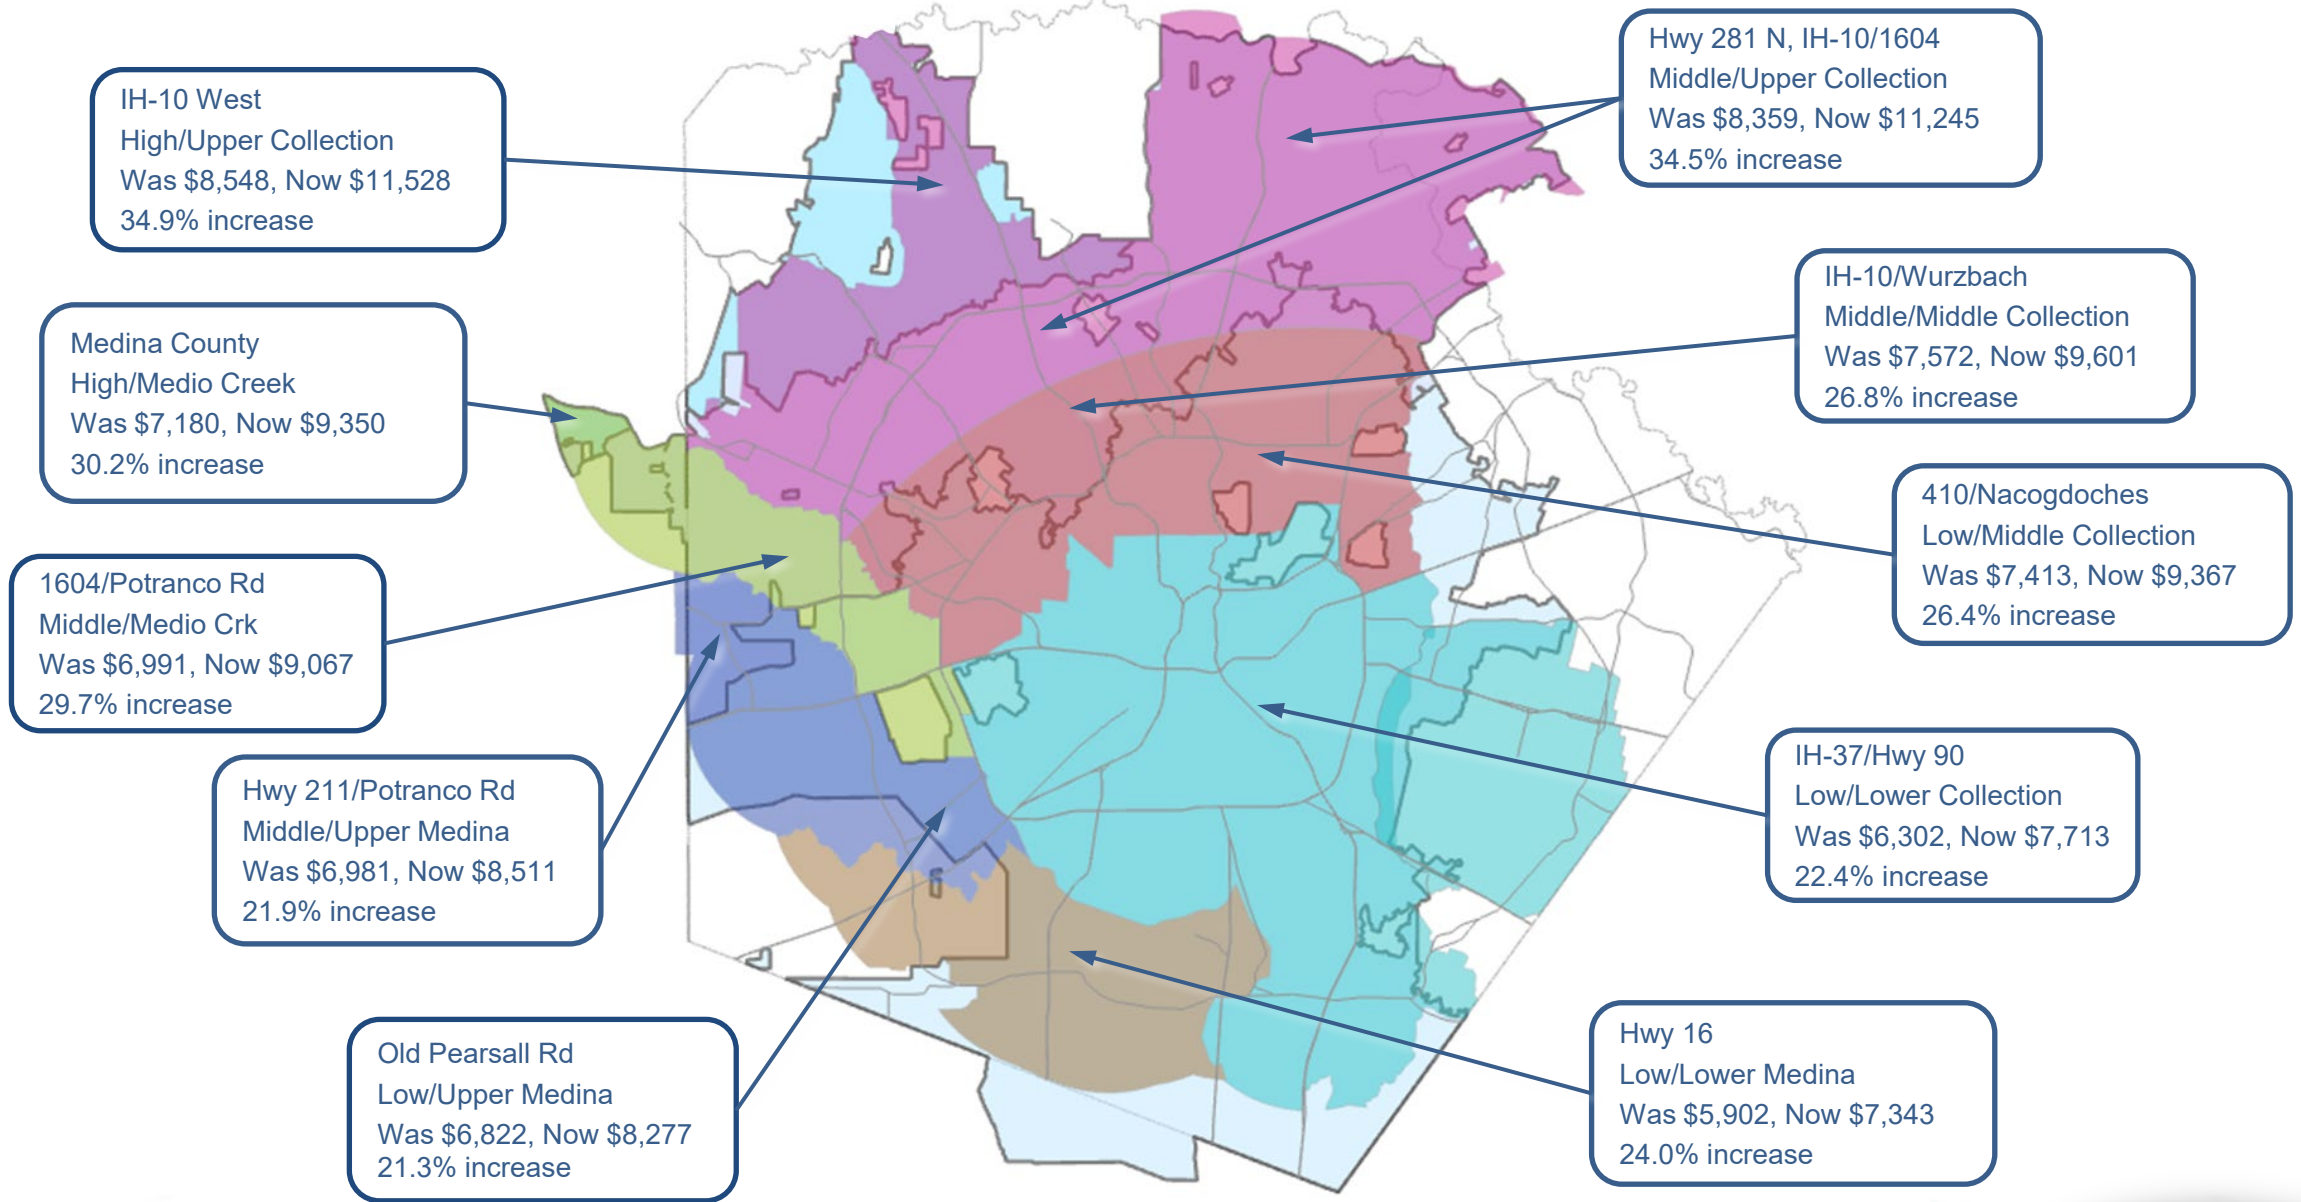 IH-10 West
High/Upper Collection
Was $8,548, Now $11,528
34.9% increase
Hwy 281 N, IH-10/1604
Middle/Upper Collection
Was $8,359, Now $11,245
34.5% increase
Medina County
High/Medio Creek
Was $7,180, Now $9,350
30.2% increase
IH-10/Wurzbach
Middle/Middle Collection
Was $7,572, Now $9,601
26.8% increase
1604/Potranco Rd
Middle/Medio Crk
Was $6,991, Now $9,067
29.7% increase
410/Nacogdoches
Low/Middle Collection
Was $7,413, Now $9,367
26.4% increase
Hwy 211/Potranco Rd
Middle/Upper Medina
Was $6,981, Now $8,511
21.9% increase
IH-37/Hwy 90
Low/Lower Collection
Was $6,302, Now $7,713
22.4% increase
Old Pearsall Rd
Low/Upper Medina
Was $6,822, Now $8,277
21.3% increase
Hwy 16
Low/Lower Medina
Was $5,902, Now $7,343
24.0% increase